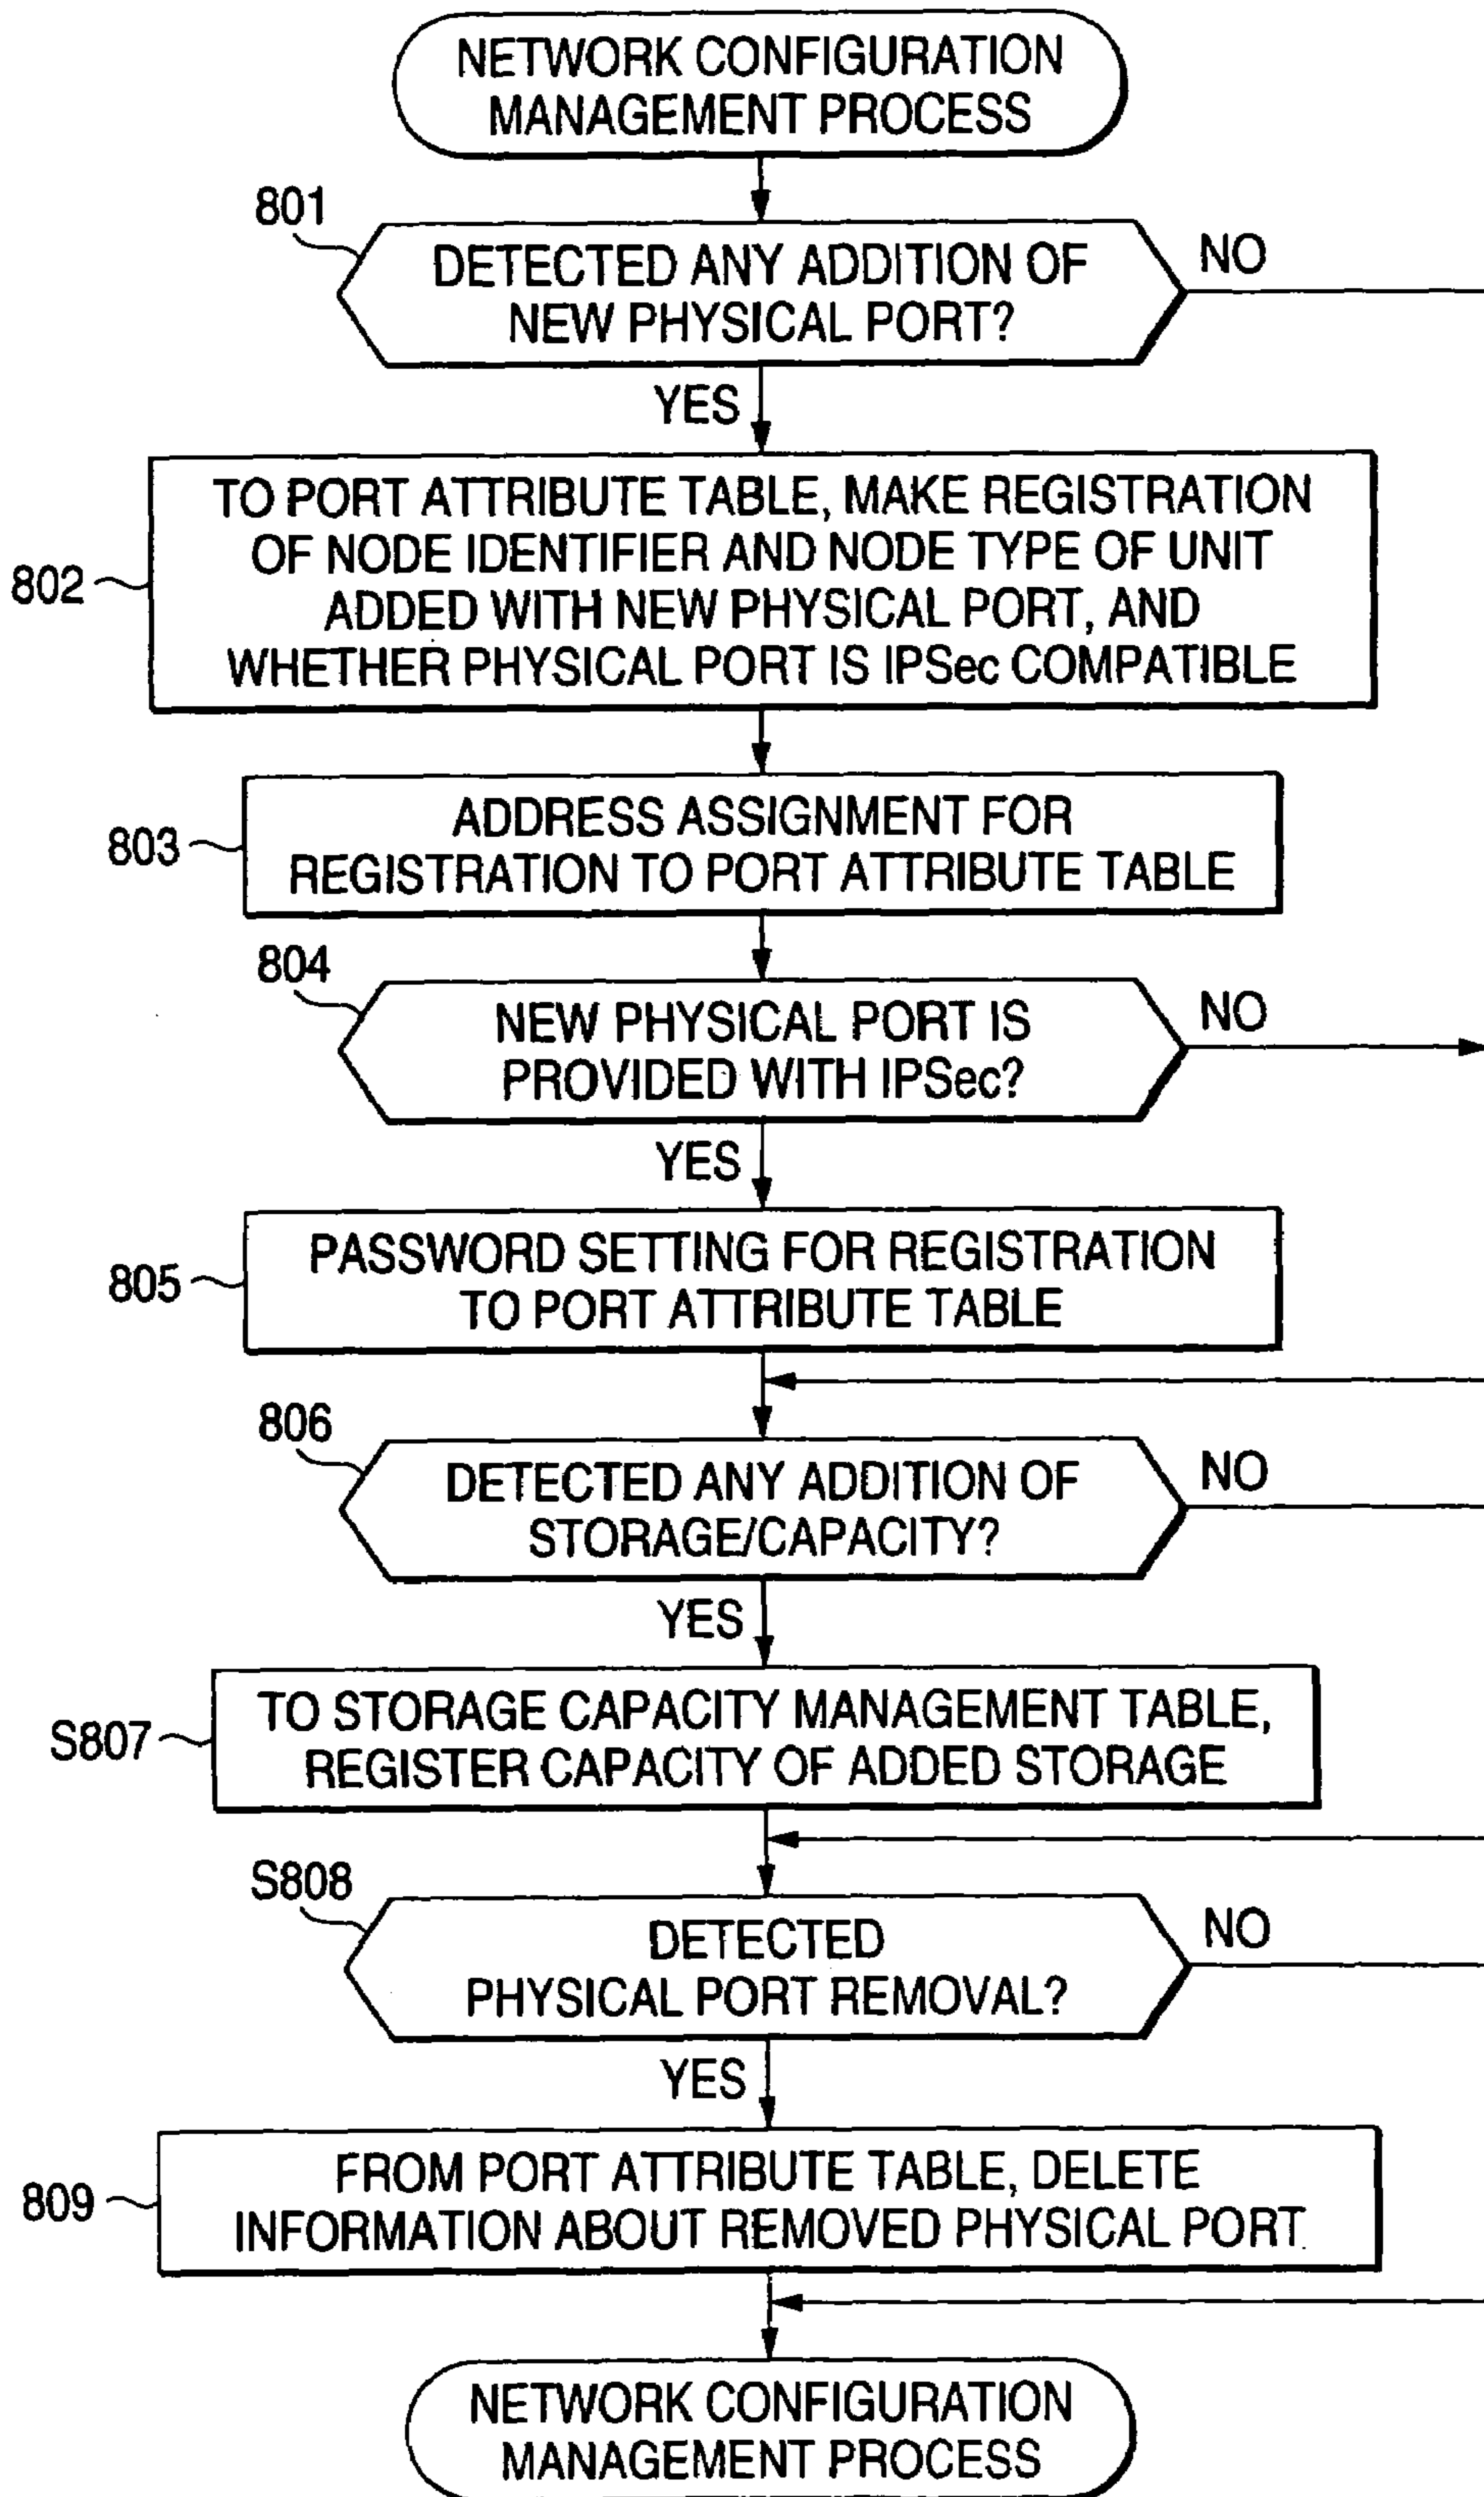 NETWORK CONFIGURATION
MANAGEMENT PROCESS
801
DETECTED ANY ADDITION OF
NEW PHYSICAL PORT?
NO
YES
802
TO PORT ATTRIBUTE TABLE, MAKE REGISTRATION
OF NODE IDENTIFIER AND NODE TYPE OF UNIT
ADDED WITH NEW PHYSICAL PORT, AND
WHETHER PHYSICAL PORT IS IPSec COMPATIBLE
803
ADDRESS ASSIGNMENT FOR
REGISTRATION TO PORT ATTRIBUTE TABLE
804
NEW PHYSICAL PORT IS
PROVIDED WITH IPSec?
NO
YES
805
PASSWORD SETTING FOR REGISTRATION
TO PORT ATTRIBUTE TABLE
806
DETECTED ANY ADDITION OF
STORAGE/CAPACITY?
NO
YES
S807
TO STORAGE CAPACITY MANAGEMENT TABLE,
REGISTER CAPACITY OF ADDED STORAGE
S808
DETECTED
PHYSICAL PORT REMOVAL?
NO
YES
809
FROM PORT ATTRIBUTE TABLE, DELETE
INFORMATION ABOUT REMOVED PHYSICAL PORT
NETWORK CONFIGURATION
MANAGEMENT PROCESS